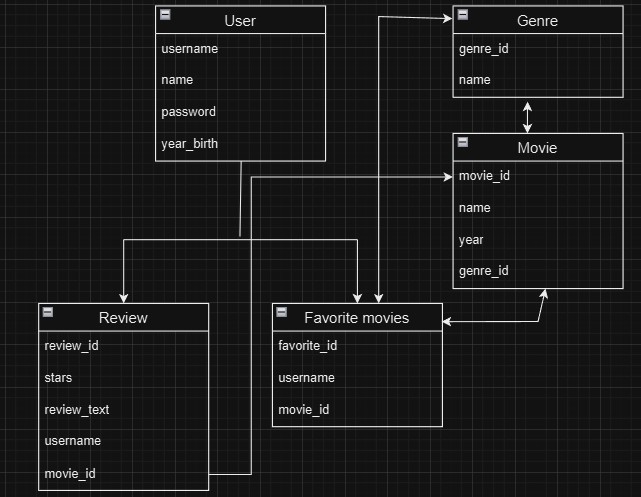 User
username
name
password
year_birth
Genre
genre_id
name
Movie
movie_id
name
year
genre_id
Review
review_id
stars
review_text
username
movie_id
Favorite movies
favorite_id
username
movie_id